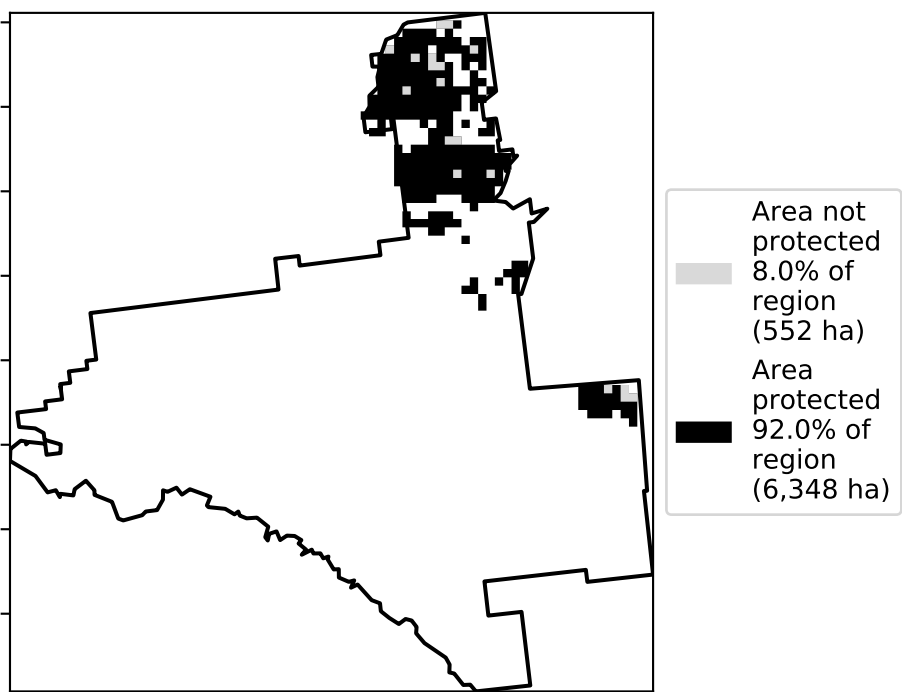 Area not
protected
8.0% of
region
(552 ha)
Area
protected
92.0% of
region
(6,348 ha)